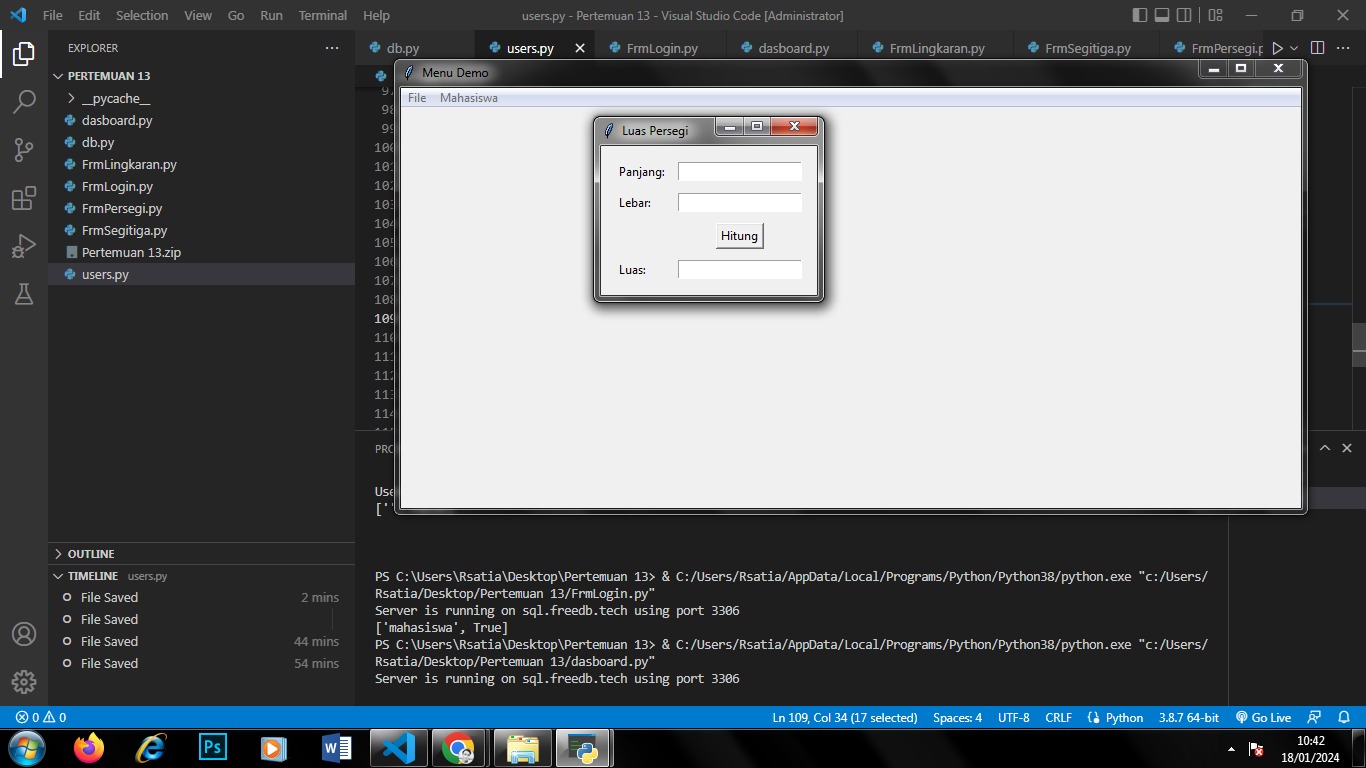 File Edit Selection View Go Run Terminal Help
users.py - Pertemuan 13 - Visual Studio Code [Administrator]
EXPLORER
PERTEMUAN 13
__pycache__
dasboard.py
db.py
FrmLingkaran.py
FrmLogin.py
FrmPersegi.py
FrmSegitiga.py
Pertemuan 13.zip
users.py
OUTLINE
TIMELINE users.py
File Saved 2 mins
File Saved
File Saved 44 mins
File Saved 54 mins
db.py users.py FrmLogin.py dasboard.py FrmLingkaran.py FrmSegitiga.py FrmPersegi.p
98
99
100
101
102
103
104
105
106
107
108
109
110
111
112
113
114
Menu Demo
File Mahasiswa
Luas Persegi
Panjang:
Lebar:
Hitung
Luas:
PRO
Use
['
PS C:\Users\Rsatia\Desktop\Pertemuan 13> & C:/Users/Rsatia/AppData/Local/Programs/Python/Python38/python.exe "c:/Users/
Rsatia/Desktop/Pertemuan 13/FrmLogin.py"
Server is running on sql.freedb.tech using port 3306
['mahasiswa', True]
PS C:\Users\Rsatia\Desktop\Pertemuan 13> & C:/Users/Rsatia/AppData/Local/Programs/Python/Python38/python.exe "c:/Users/
Rsatia/Desktop/Pertemuan 13/dasboard.py"
Server is running on sql.freedb.tech using port 3306
0 0 Ln 109, Col 34 (17 selected) Spaces: 4 UTF-8 CRLF Python 3.8.7 64-bit Go Live
Ps W
10:42
18/01/2024